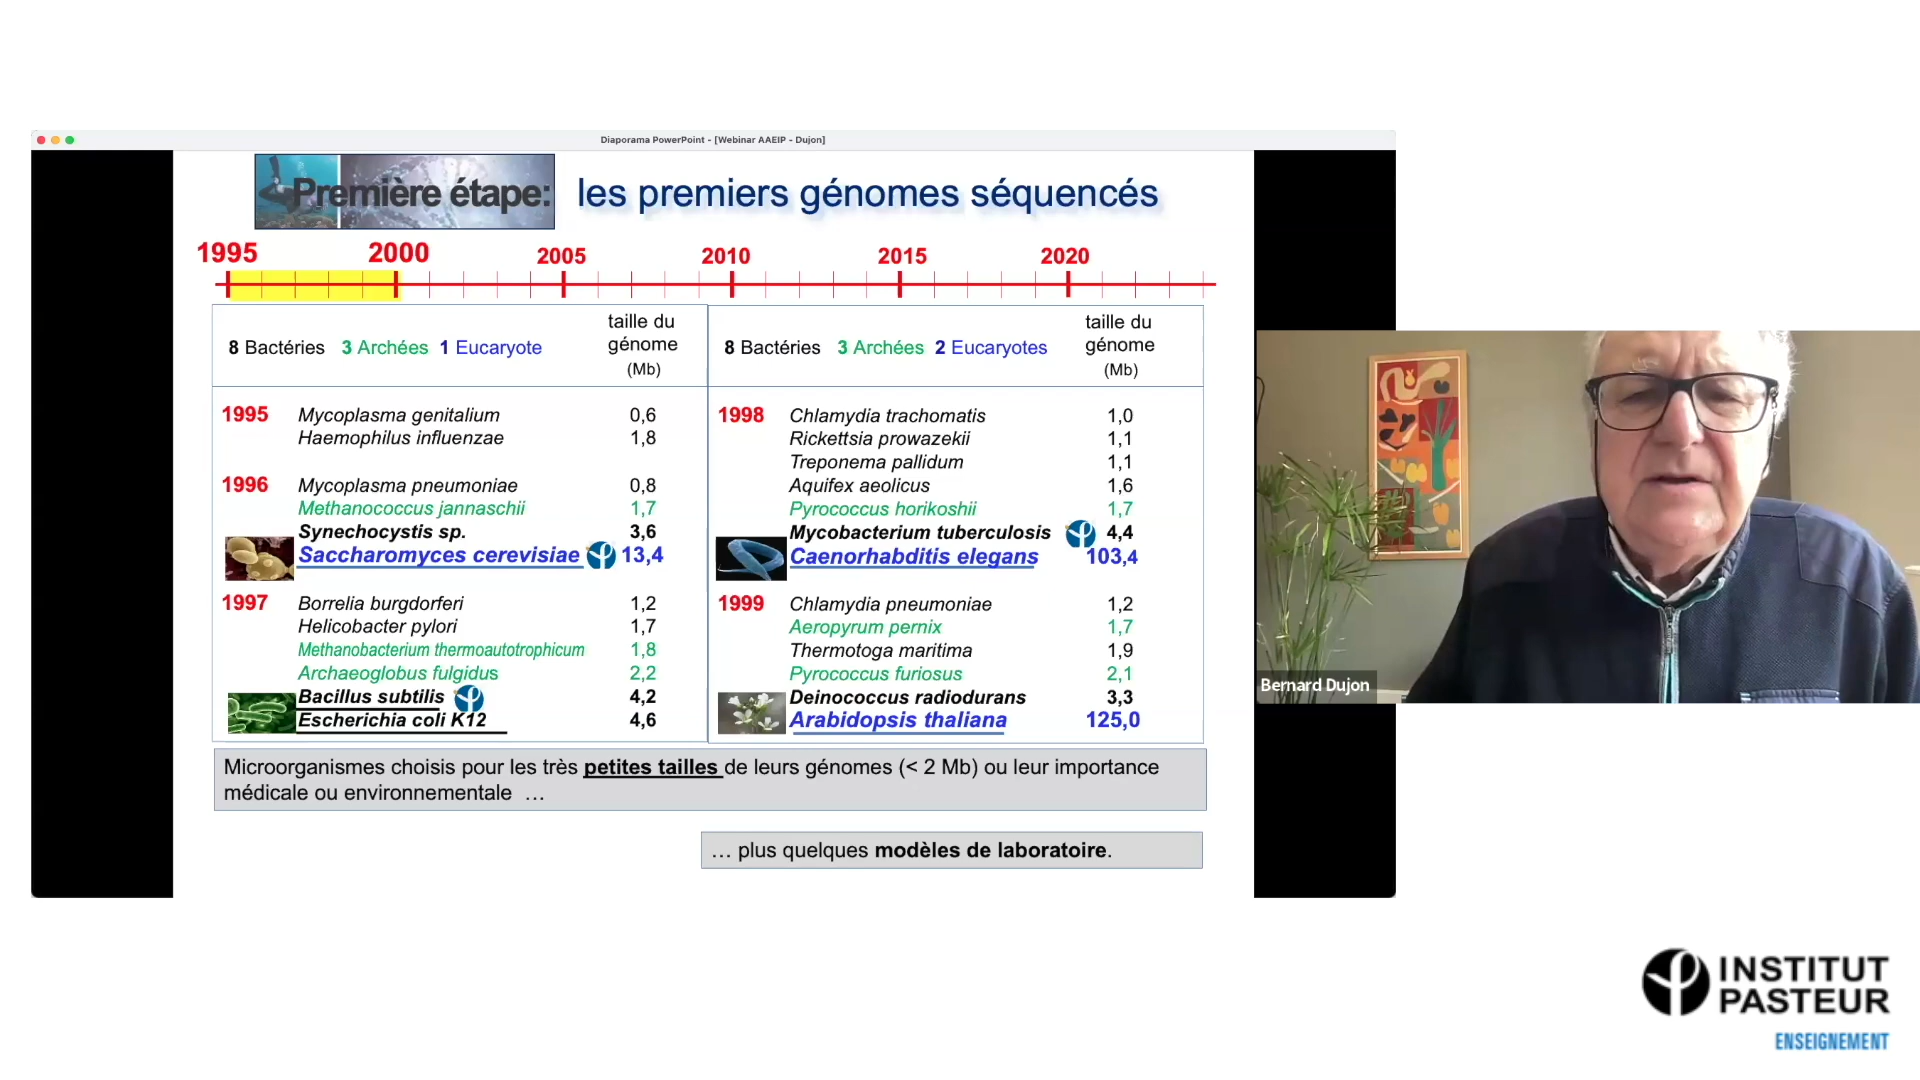 Diaporama PowerPoint - [Webinar AAEIP - Dujon]
Première étape: les premiers génomes séquencés
1995 2000 2005 2010 2015 2020
8 Bactéries 3 Archées 1 Eucaryote
taille du
génome
(Mb)
1995 Mycoplasma genitalium 0,6
Haemophilus influenzae 1,8
1996 Mycoplasma pneumoniae 0,8
Methanococcus jannaschii 1,7
Synechocystis sp. 3,6
Saccharomyces cerevisiae 13,4
1997 Borrelia burgdorferi 1,2
Helicobacter pylori 1,7
Methanobacterium thermoautotrophicum 1,8
Archaeoglobus fulgidus 2,2
Bacillus subtilis 4,2
Escherichia coli K12 4,6
8 Bactéries 3 Archées 2 Eucaryotes
taille du
génome
(Mb)
1998 Chlamydia trachomatis 1,0
Rickettsia prowazekii 1,1
Treponema pallidum 1,1
Aquifex aeolicus 1,6
Pyrococcus horikoshii 1,7
Mycobacterium tuberculosis 4,4
Caenorhabditis elegans 103,4
1999 Chlamydia pneumoniae 1,2
Aeropyrum pernix 1,7
Thermotoga maritima 1,9
Pyrococcus furiosus 2,1
Deinococcus radiodurans 3,3
Arabidopsis thaliana 125,0
Microorganismes choisis pour les très petites tailles de leurs génomes (< 2 Mb) ou leur importance
médicale ou environnementale …
… plus quelques modèles de laboratoire.
Bernard Dujon
INSTITUT
PASTEUR
ENSEIGNEMENT